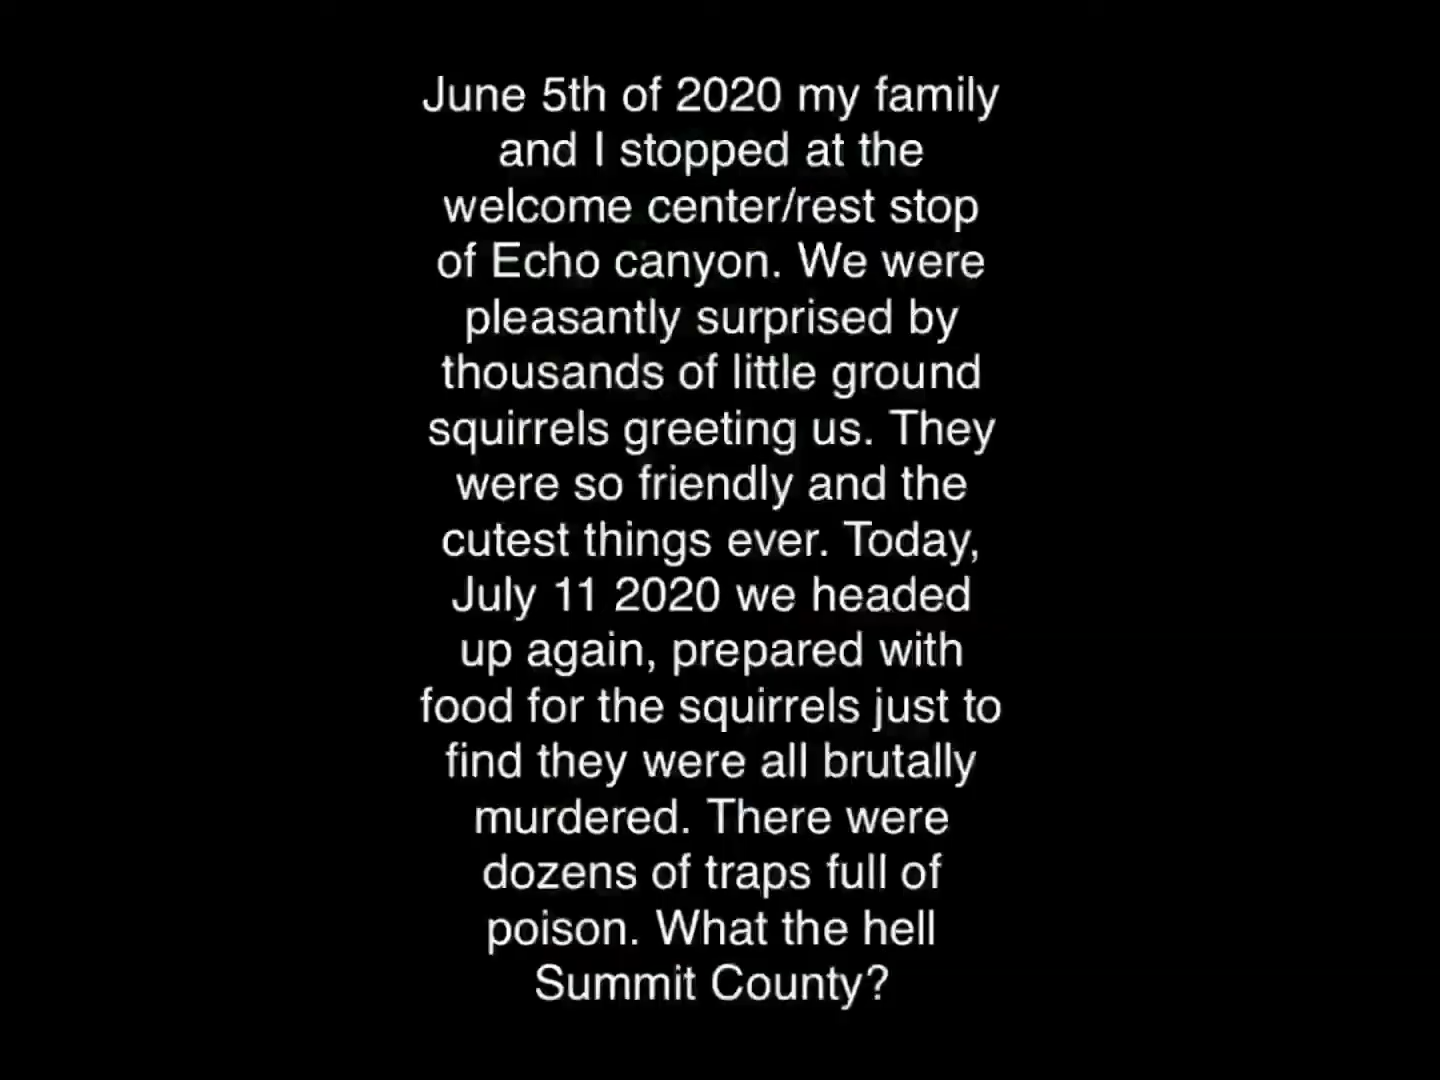 June 5th of 2020 my family
and I stopped at the
welcome center/rest stop
of Echo canyon. We were
pleasantly surprised by
thousands of little ground
squirrels greeting us. They
were so friendly and the
cutest things ever. Today,
July 11 2020 we headed
up again, prepared with
food for the squirrels just to
find they were all brutally
murdered. There were
dozens of traps full of
poison. What the hell
Summit County?